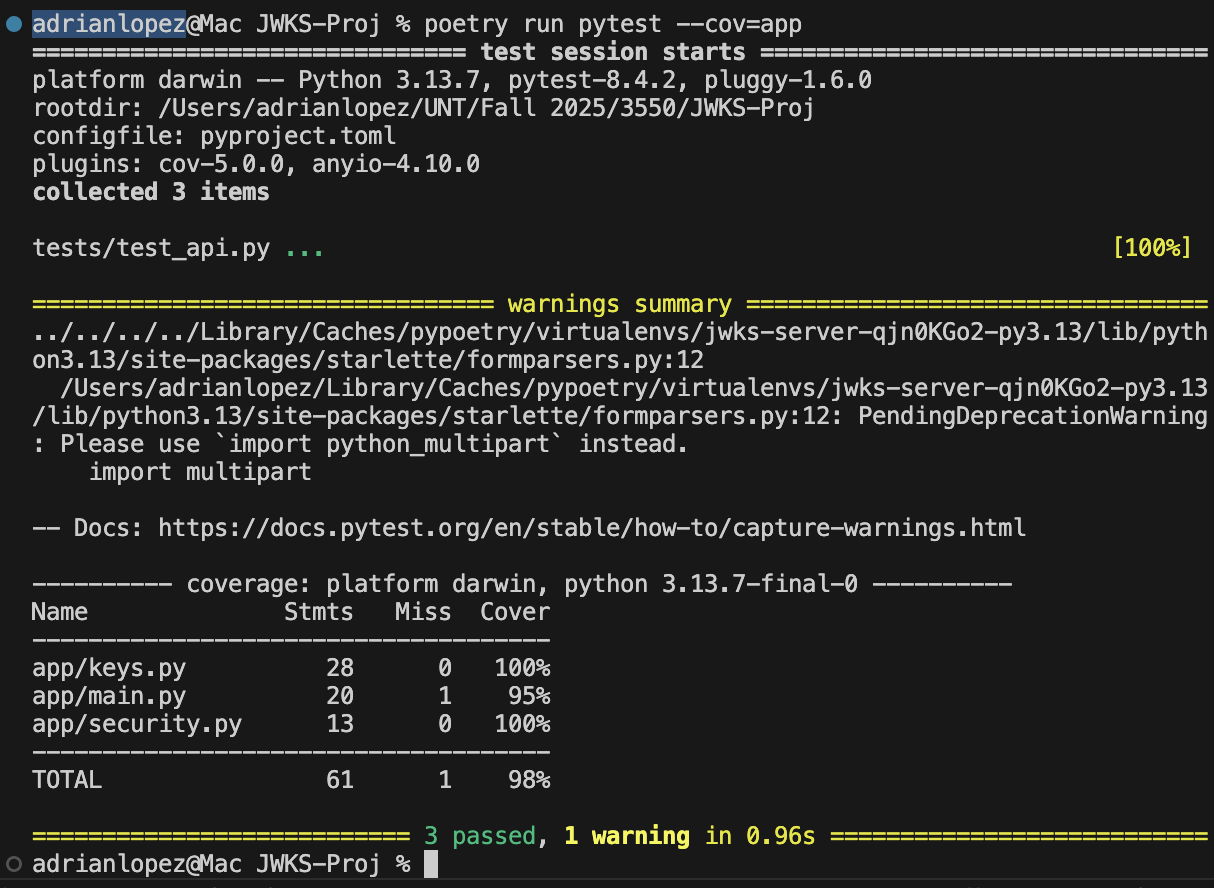 adrianlopez@Mac JWKS-Proj % poetry run pytest --cov=app
=============================== test session starts ================================
platform darwin -- Python 3.13.7, pytest-8.4.2, pluggy-1.6.0
rootdir: /Users/adrianlopez/UNT/Fall 2025/3550/JWKS-Proj
configfile: pyproject.toml
plugins: cov-5.0.0, anyio-4.10.0
collected 3 items
tests/test_api.py ... [100%]
================================= warnings summary =================================
../../../../Library/Caches/pypoetry/virtualenvs/jwks-server-qjn0KGo2-py3.13/lib/pyth
on3.13/site-packages/starlette/formparsers.py:12
  /Users/adrianlopez/Library/Caches/pypoetry/virtualenvs/jwks-server-qjn0KGo2-py3.13
/lib/python3.13/site-packages/starlette/formparsers.py:12: PendingDeprecationWarning
: Please use `import python_multipart` instead.
    import multipart
-- Docs: https://docs.pytest.org/en/stable/how-to/capture-warnings.html
---------- coverage: platform darwin, python 3.13.7-final-0 ----------
Name              Stmts   Miss  Cover
-------------------------------------
app/keys.py          28      0   100%
app/main.py          20      1    95%
app/security.py      13      0   100%
-------------------------------------
TOTAL                61      1    98%
=========================== 3 passed, 1 warning in 0.96s ===========================
adrianlopez@Mac JWKS-Proj %